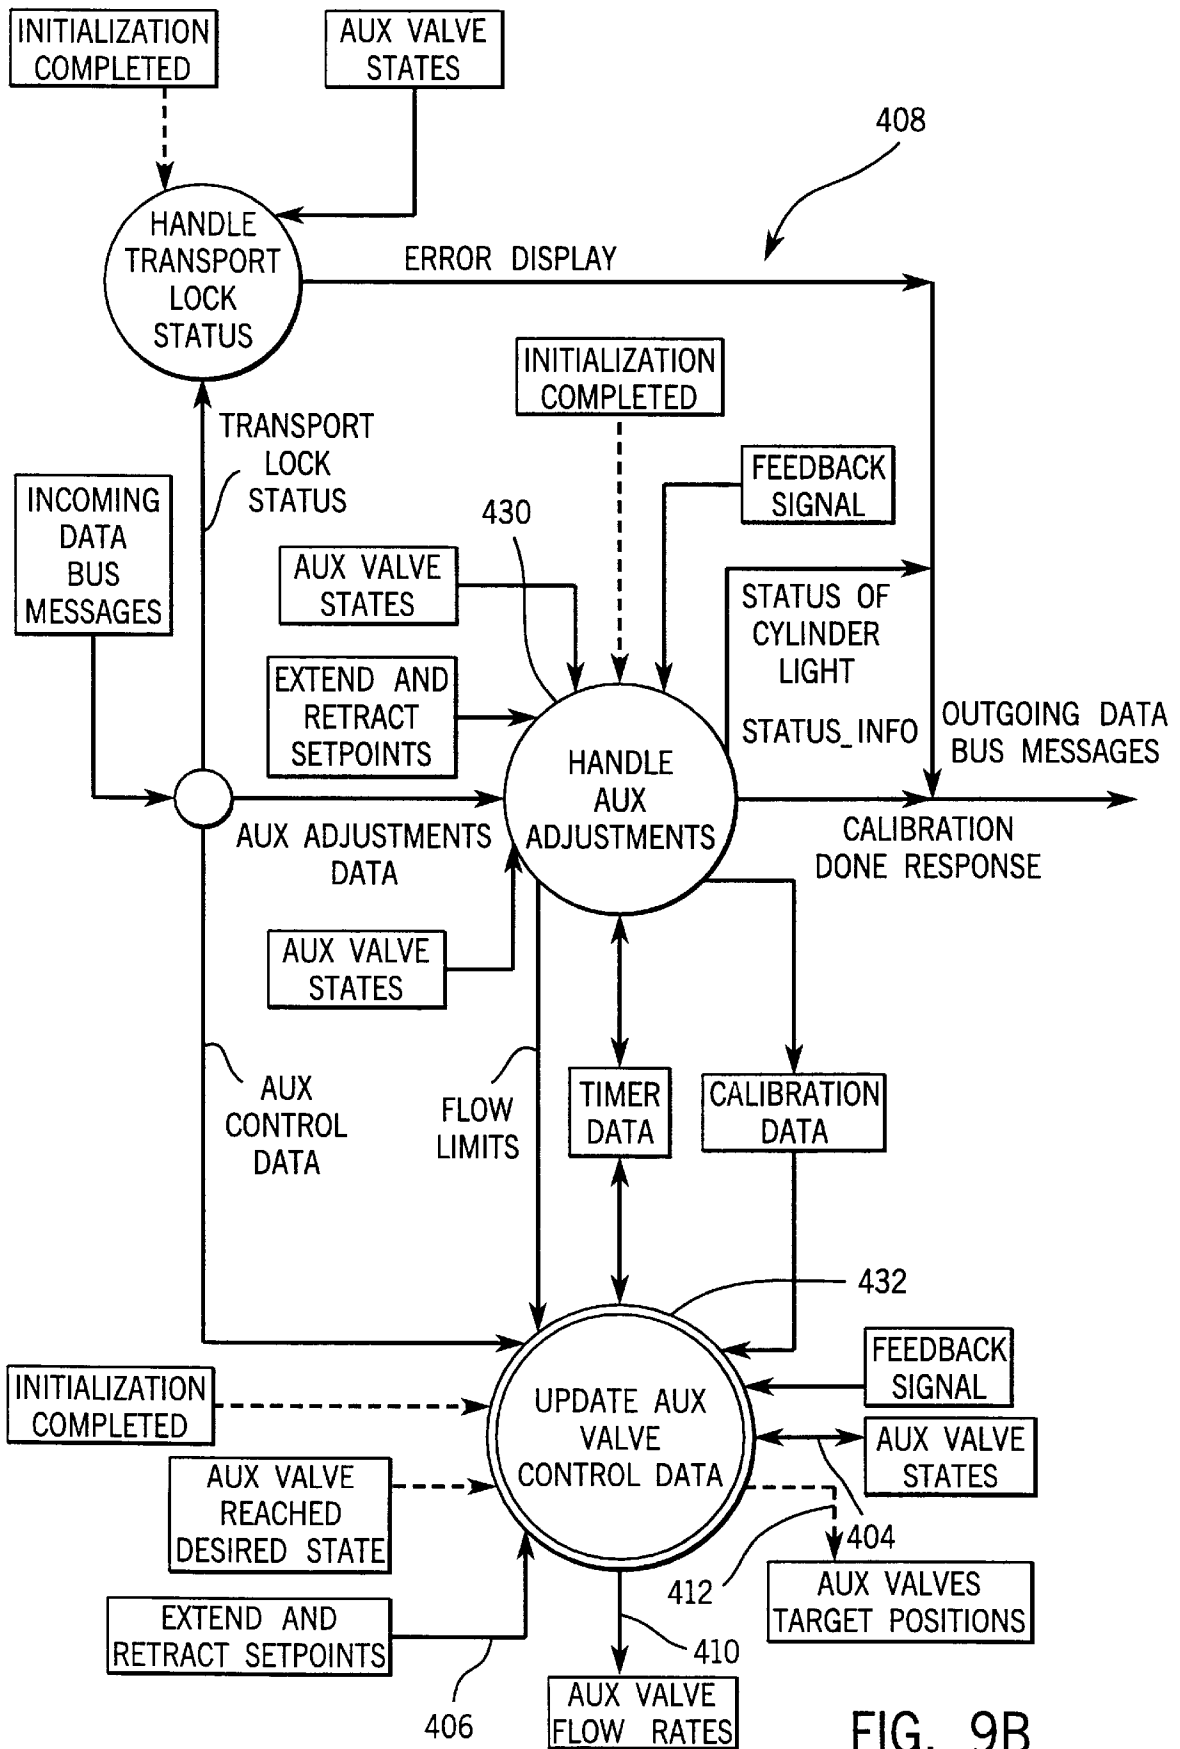 INITIALIZATION
COMPLETED
AUX VALVE
STATES
408
HANDLE
TRANSPORT
LOCK
STATUS
ERROR DISPLAY
INITIALIZATION
COMPLETED
TRANSPORT
LOCK
STATUS
FEEDBACK
SIGNAL
INCOMING
DATA
BUS
MESSAGES
430
AUX VALVE
STATES
STATUS OF
CYLINDER
LIGHT
EXTEND AND
RETRACT
SETPOINTS
STATUS_INFO
OUTGOING DATA
BUS MESSAGES
HANDLE
AUX
ADJUSTMENTS
AUX ADJUSTMENTS
DATA
CALIBRATION
DONE RESPONSE
AUX VALVE
STATES
AUX
CONTROL
DATA
FLOW
LIMITS
TIMER
DATA
CALIBRATION
DATA
432
FEEDBACK
SIGNAL
INITIALIZATION
COMPLETED
UPDATE AUX
VALVE
CONTROL DATA
AUX VALVE
STATES
AUX VALVE
REACHED
DESIRED STATE
404
412
AUX VALVES
TARGET POSITIONS
EXTEND AND
RETRACT SETPOINTS
410
406
AUX VALVE
FLOW RATES
FIG. 9B